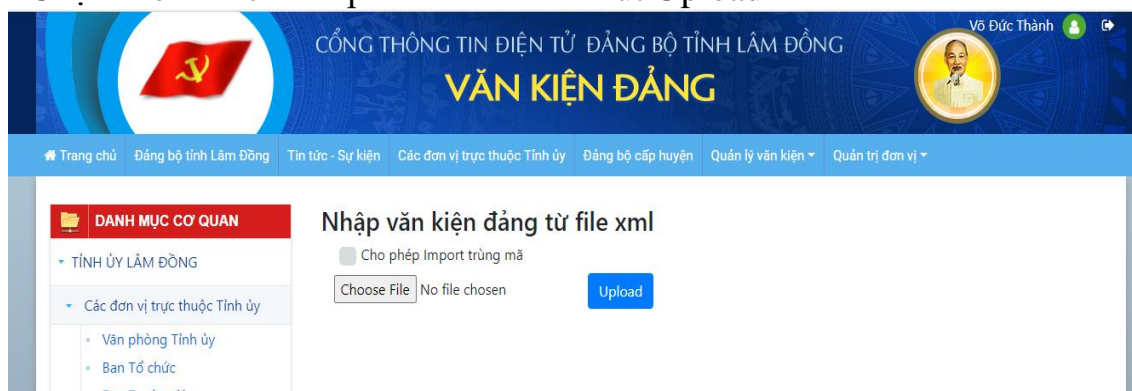 Võ Đức Thành
CỔNG THÔNG TIN ĐIỆN TỬ ĐẢNG BỘ TỈNH LÂM ĐỒNG
VĂN KIỆN ĐẢNG
Trang chủ Đảng bộ tỉnh Lâm Đồng Tin tức - Sự kiện Các đơn vị trực thuộc Tỉnh ủy Đảng bộ cấp huyện Quản lý văn kiện Quản trị đơn vị
DANH MỤC CƠ QUAN
TỈNH ỦY LÂM ĐỒNG
Các đơn vị trực thuộc Tỉnh ủy
Văn phòng Tỉnh ủy
Ban Tổ chức
Nhập văn kiện đảng từ file xml
Cho phép Import trùng mã
Choose File No file chosen Upload